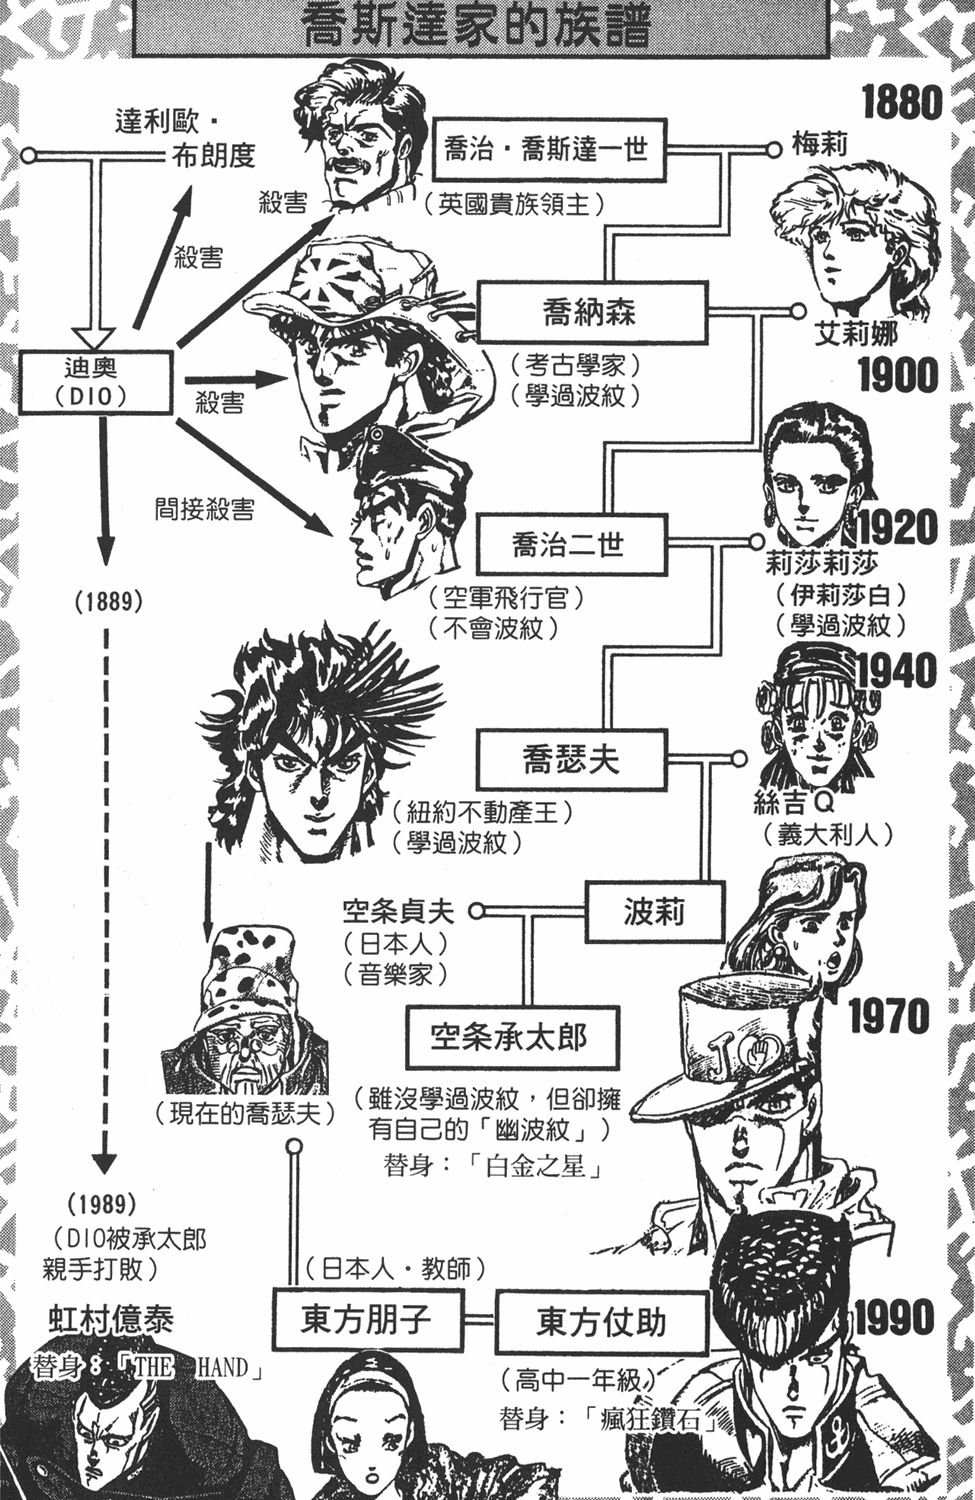 喬斯達家的族譜
1880
達利歐・
布朗度
喬治・喬斯達一世
梅莉
殺害
(英國貴族領主)
殺害
喬納森
艾莉娜
(考古學家)
(學過波紋)
1900
迪奧
(DIO)
殺害
間接殺害
喬治二世
1920
莉莎莉莎
(伊莉莎白)
(學過波紋)
(空軍飛行官)
(不會波紋)
(1889)
1940
喬瑟夫
絲吉Q
(義大利人)
(紐約不動產王)
(學過波紋)
空条貞夫
(日本人)
(音樂家)
波莉
1970
空条承太郎
J
(雖沒學過波紋，但卻擁
有自己的「幽波紋」)
替身：「白金之星」
(現在的喬瑟夫)
(1989)
(DIO被承太郎
親手打敗)
(日本人・教師)
東方朋子
東方仗助
1990
(高中一年級)
替身：「瘋狂鑽石」
虹村億泰
替身：「THE HAND」